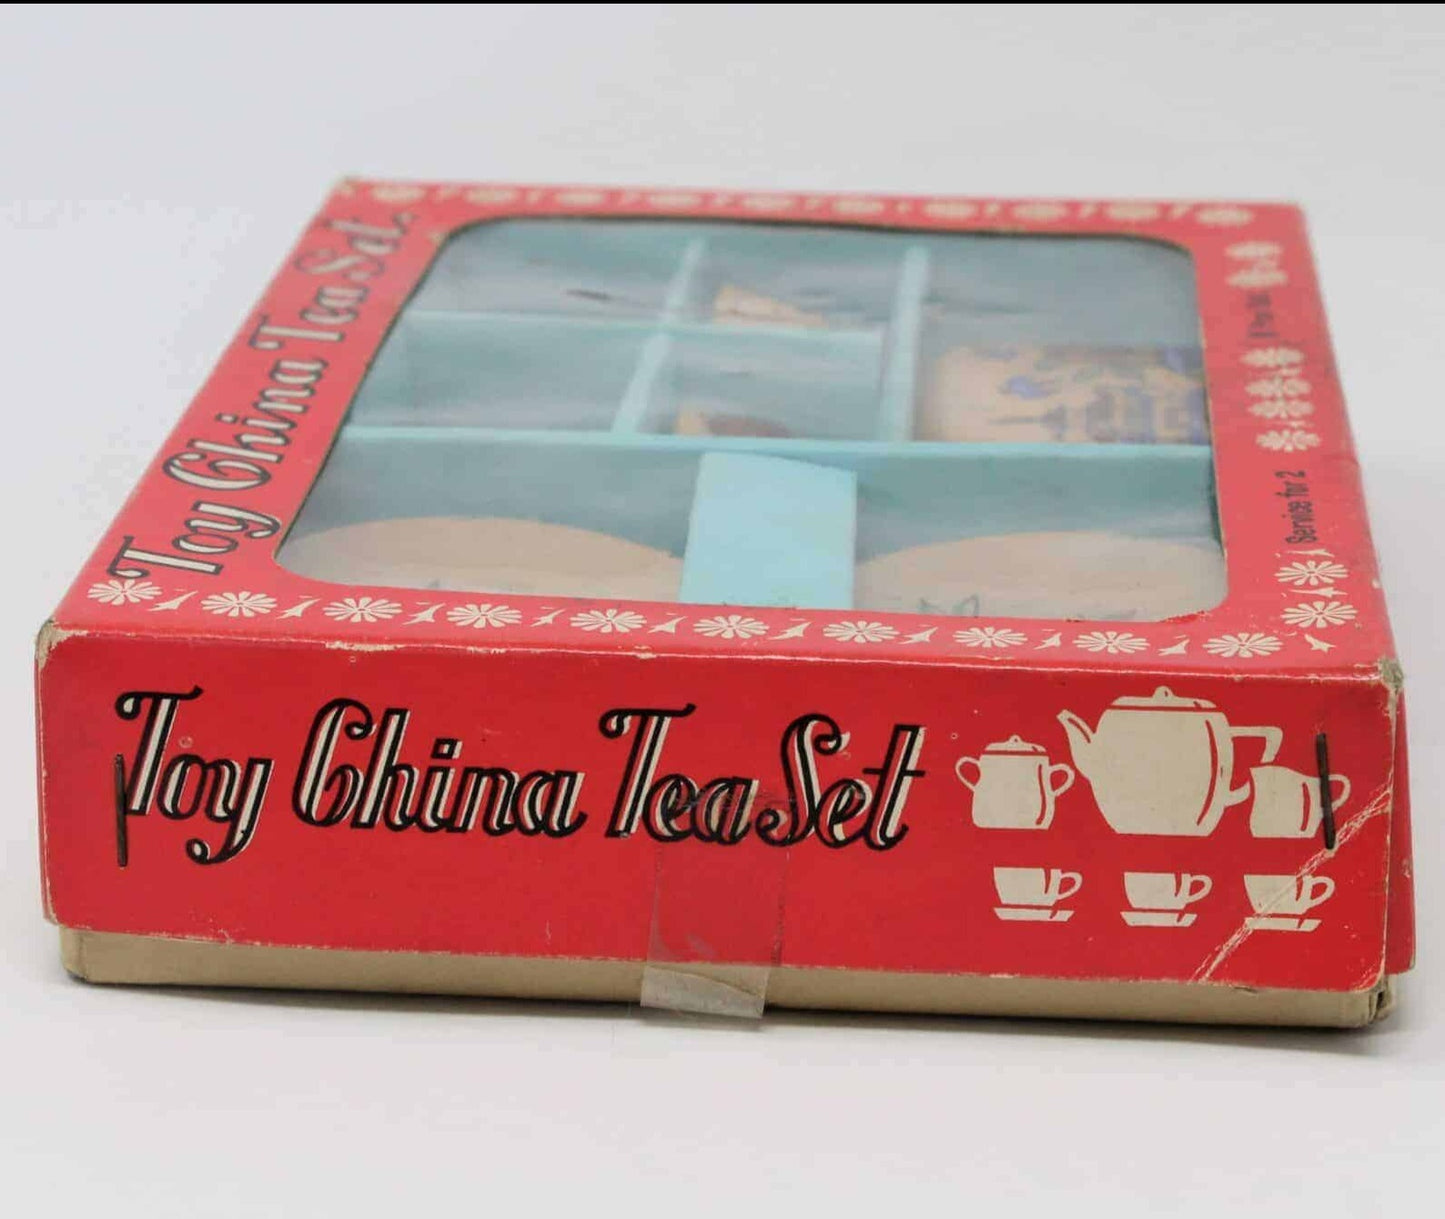 Toy China Tea Set.
Service for 2
Toy China Tea Set